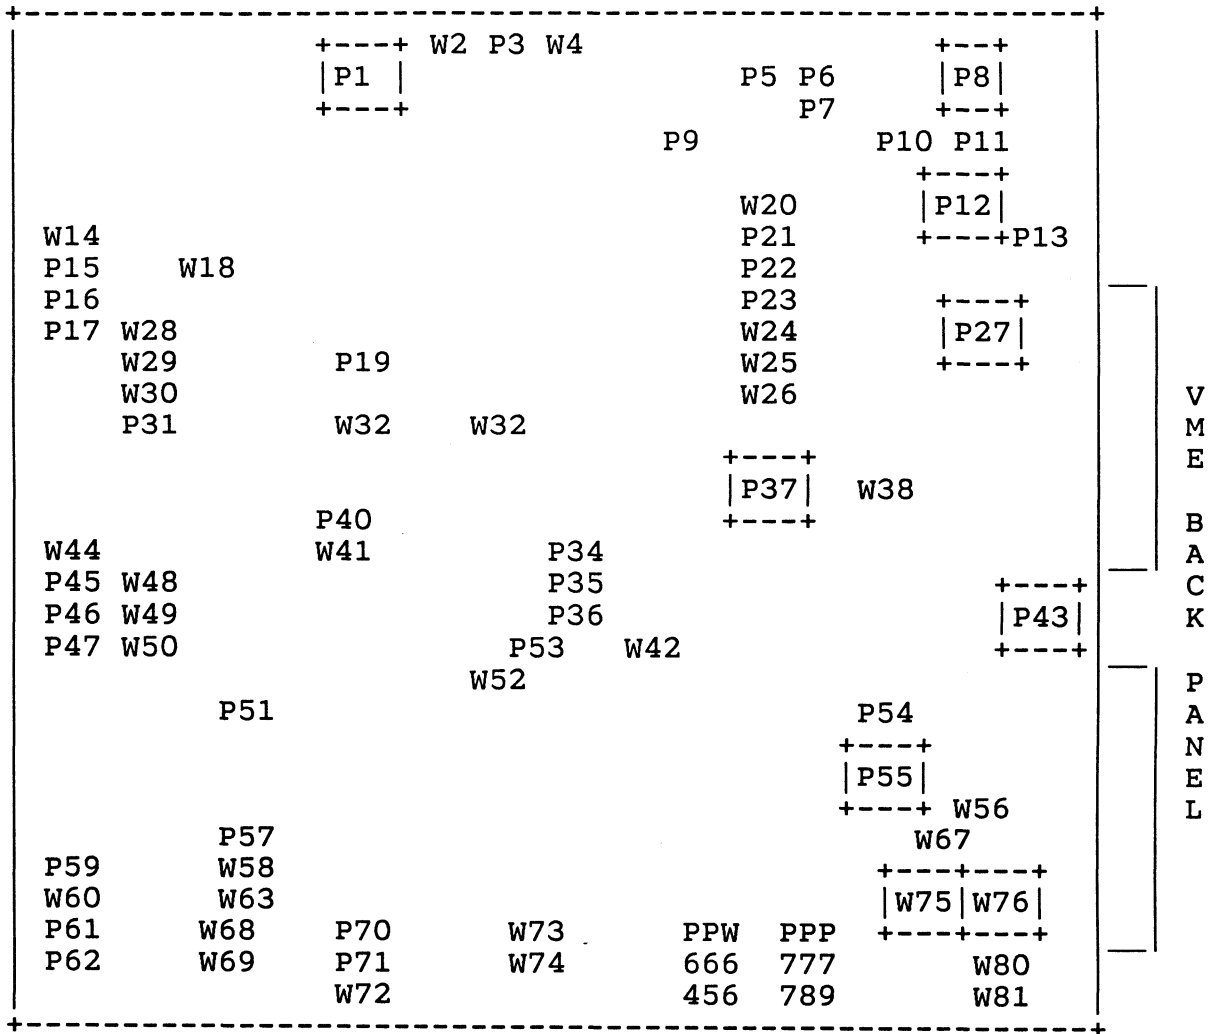 +--------------------------------------------------------+
+----+ W2 P3 W4 +--+
|P1 | P5 P6 |P8|
+----+ P7 +--+
P9 P10 P11
+----+
W20 |P12|
W14 P21 +----+P13
P15 W18 P22
P16 P23 +----+
P17 W28 W24 |P27|
W29 P19 W25 +----+
W30 W26 V
P31 W32 W32 M
+----+ E
|P37| W38
P40 +----+ B
W44 W41 P34 A
P45 W48 P35 +----+ C
P46 W49 P36 |P43| K
P47 W50 P53 W42 +----+
W52 P
P51 P54 A
+----+ N
|P55| E
+----+ W56 L
P57 W67
P59 W58 +----+----+
W60 W63 |W75|W76|
P61 W68 P70 W73 PPW PPP +----+----+
P62 W69 P71 W74 666 777 W80
W72 456 789 W81
+--------------------------------------------------------+